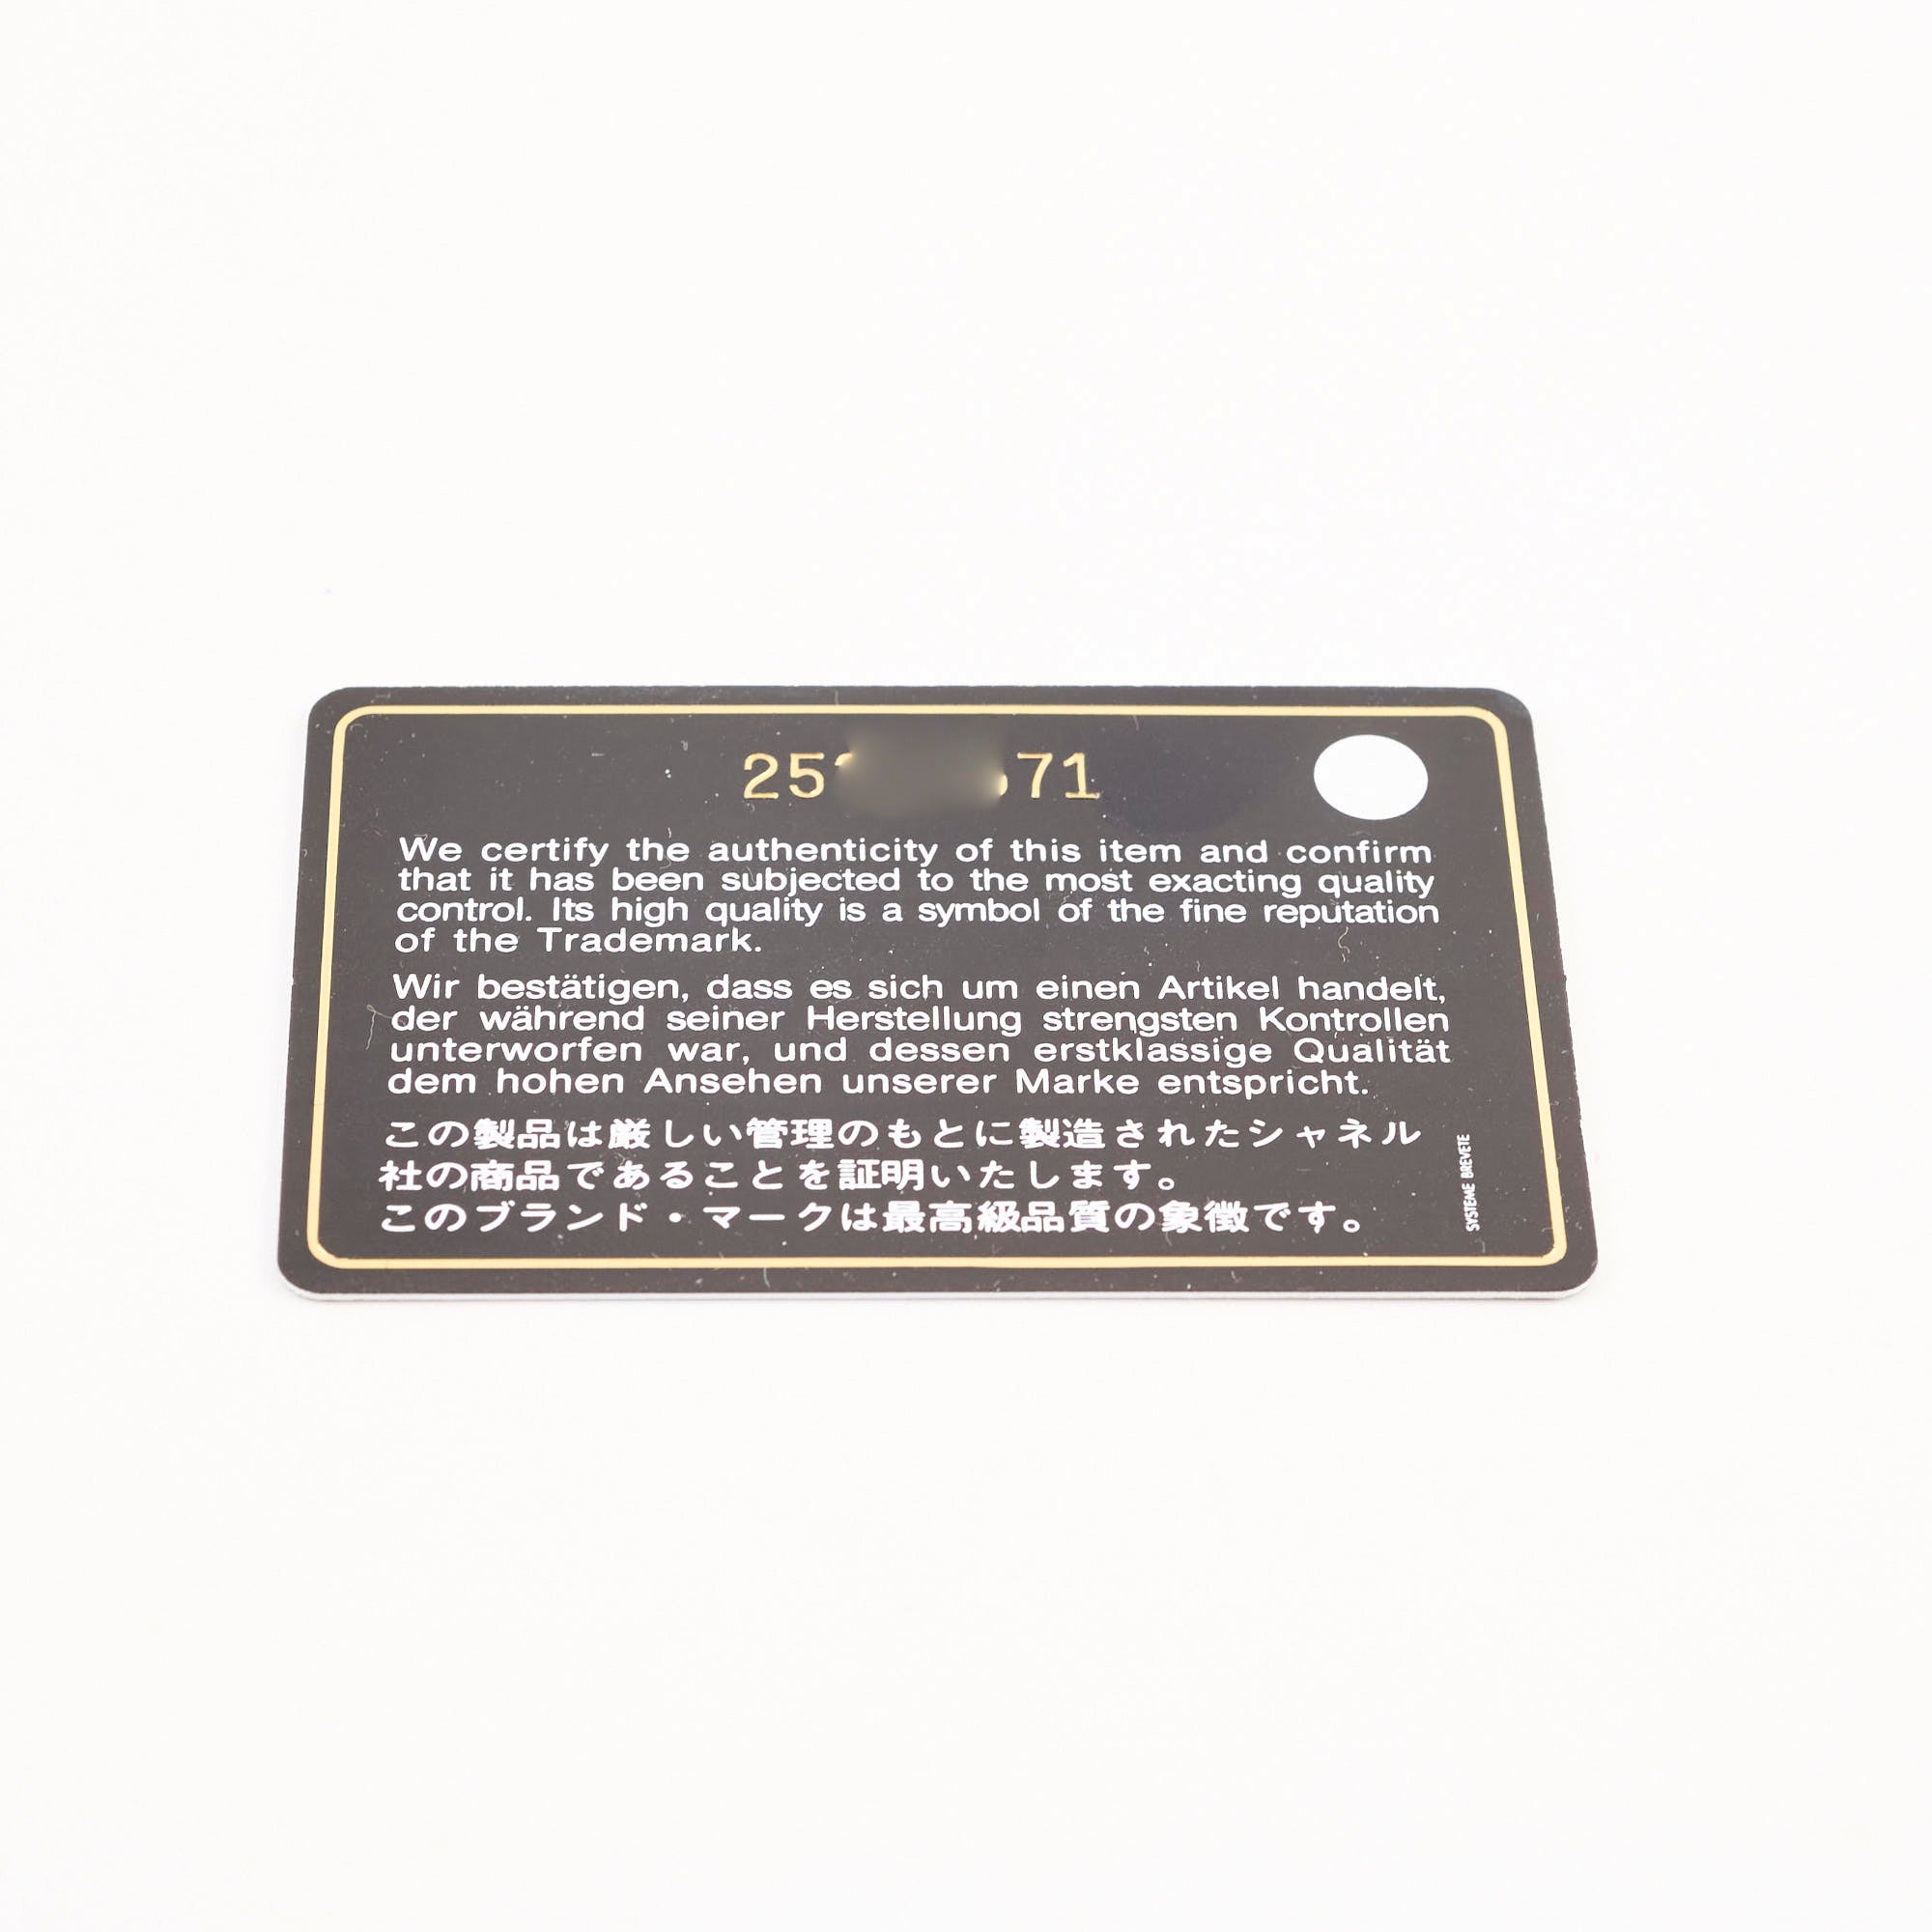 25 71
We certify the authenticity of this item and confirm
that it has been subjected to the most exacting quality
control. Its high quality is a symbol of the fine reputation
of the Trademark.
Wir bestätigen, dass es sich um einen Artikel handelt,
der während seiner Herstellung strengsten Kontrollen
unterworfen war, und dessen erstklassige Qualität
dem hohen Ansehen unserer Marke entspricht.
この製品は厳しい管理のもとに製造されたシャネル
社の商品であることを証明いたします。
このブランド・マークは最高級品質の象徴です。
SYSTEME BREVETE